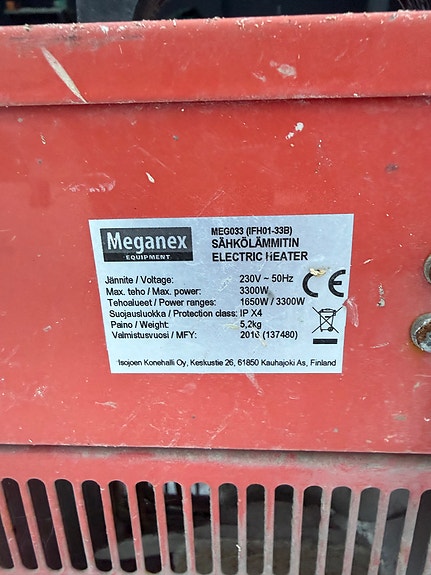 Meganex
EQUIPMENT
MEG033 (IFH01-33B)
SÄHKÖLÄMMITIN
ELECTRIC HEATER
Jännite / Voltage: 230V ~ 50Hz
Max. teho / Max. power: 3300W
Tehoalueet / Power ranges: 1650W / 3300W
Suojausluokka / Protection class: IP X4
Paino / Weight: 5,2kg
Valmistusvuosi / MFY: (137480)
Isojoen Konehalli Oy, Keskustie 26, 61850 Kauhajoki As, Finland
CE